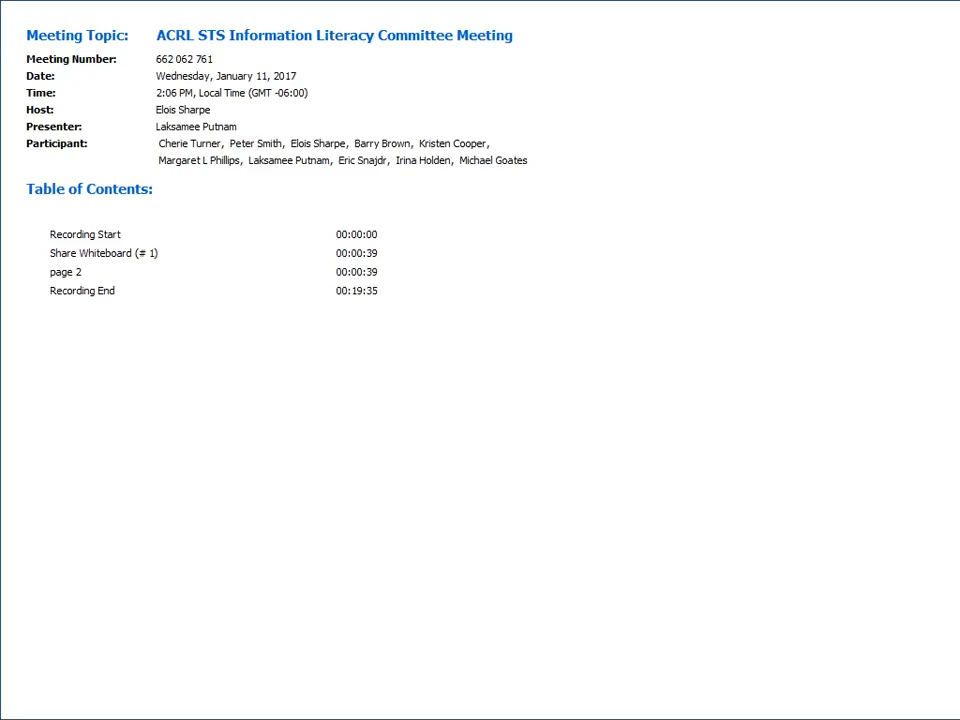 Meeting Topic: ACRL STS Information Literacy Committee Meeting
Meeting Number: 662 062 761
Date: Wednesday, January 11, 2017
Time: 2:06 PM, Local Time (GMT -06:00)
Host: Elois Sharpe
Presenter: Laksamee Putnam
Participant: Cherie Turner, Peter Smith, Elois Sharpe, Barry Brown, Kristen Cooper,
Margaret L Phillips, Laksamee Putnam, Eric Snajdr, Irina Holden, Michael Goates
Table of Contents:
Recording Start 00:00:00
Share Whiteboard (# 1) 00:00:39
page 2 00:00:39
Recording End 00:19:35